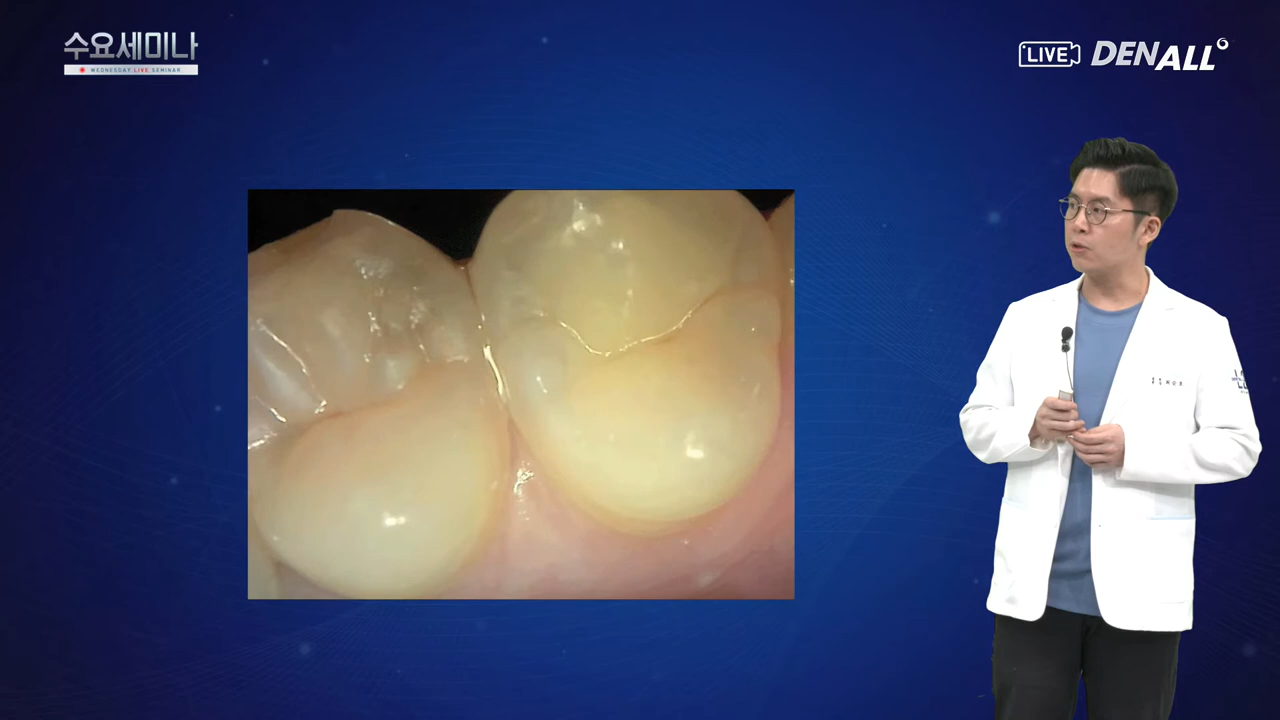 수요세미나
WEDNESDAY LIVE SEMINAR
LIVE
DENALL